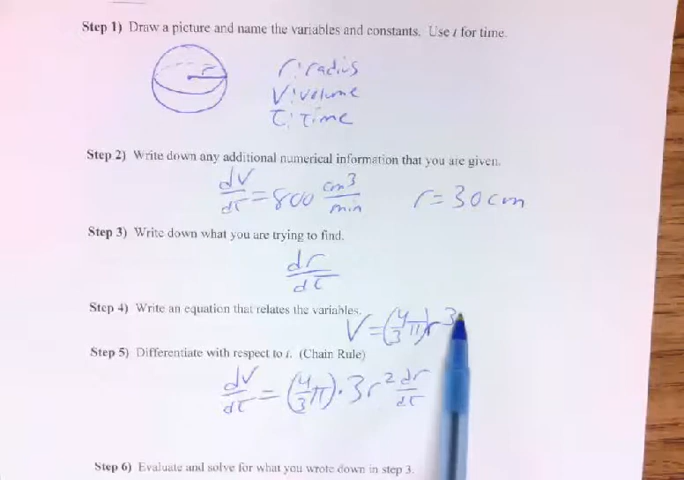 Step 1) Draw a picture and name the variables and constants. Use t for time.
r
r: radius
V: volume
t: time
Step 2) Write down any additional numerical information that you are given.
dV/dt = 800 cm³/min r = 30 cm
Step 3) Write down what you are trying to find.
dr/dt
Step 4) Write an equation that relates the variables.
V = (4/3 π) r³
Step 5) Differentiate with respect to t. (Chain Rule)
dV/dt = (4/3 π) · 3r² dr/dt
Step 6) Evaluate and solve for what you wrote down in step 3.